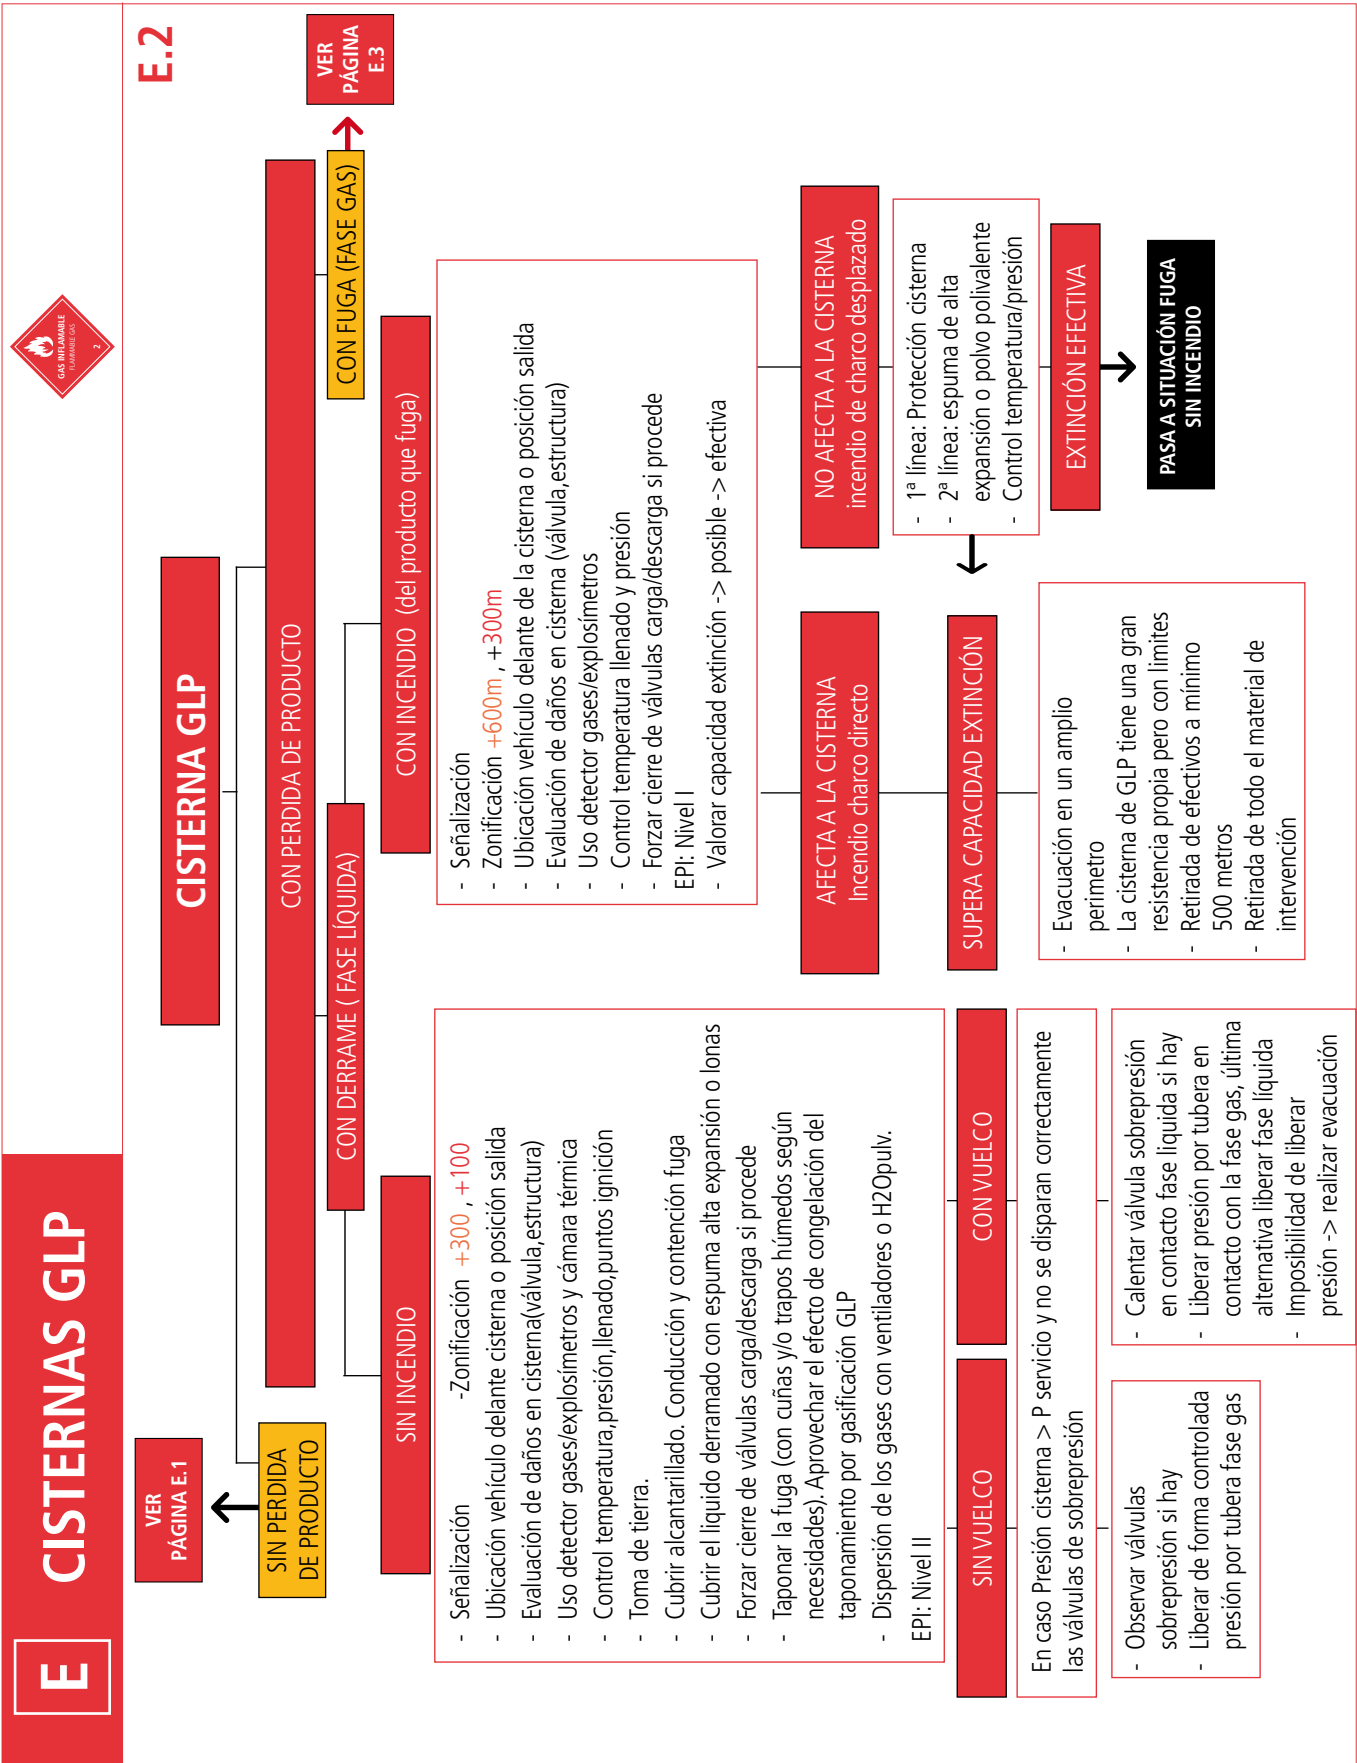 E
CISTERNAS GLP
GAS INFLAMABLE
FLAMMABLE GAS
2
E.2
CISTERNA GLP
VER
PÁGINA E.1
SIN PERDIDA
DE PRODUCTO
CON PERDIDA DE PRODUCTO
CON DERRAME ( FASE LÍQUIDA)
CON FUGA (FASE GAS)
VER
PÁGINA
E.3
SIN INCENDIO
- Señalización -Zonificación +300 , +100
- Ubicación vehículo delante cisterna o posición salida
- Evaluación de daños en cisterna(válvula,estructura)
- Uso detector gases/explosímetros y cámara térmica
- Control temperatura,presión,llenado,puntos ignición
- Toma de tierra.
- Cubrir alcantarillado. Conducción y contención fuga
- Cubrir el liquido derramado con espuma alta expansión o lonas
- Forzar cierre de válvulas carga/descarga si procede
- Taponar la fuga (con cuñas y/o trapos húmedos según
necesidades). Aprovechar el efecto de congelación del
taponamiento por gasificación GLP
- Dispersión de los gases con ventiladores o H2Opulv.
EPI: Nivel II
SIN VUELCO
CON VUELCO
En caso Presión cisterna > P servicio y no se disparan correctamente
las válvulas de sobrepresión
- Observar válvulas
sobrepresión si hay
- Liberar de forma controlada
presión por tubera fase gas
- Calentar válvula sobrepresión
en contacto fase liquida si hay
- Liberar presión por tubera en
contacto con la fase gas, última
alternativa liberar fase líquida
- Imposibilidad de liberar
presión -> realizar evacuación
CON INCENDIO (del producto que fuga)
- Señalización
- Zonificación +600m , +300m
- Ubicación vehículo delante de la cisterna o posición salida
- Evaluación de daños en cisterna (válvula,estructura)
- Uso detector gases/explosímetros
- Control temperatura llenado y presión
- Forzar cierre de válvulas carga/descarga si procede
EPI: Nivel I
- Valorar capacidad extinción -> posible -> efectiva
AFECTA A LA CISTERNA
Incendio charco directo
SUPERA CAPACIDAD EXTINCIÓN
- Evacuación en un amplio
perimetro
- La cisterna de GLP tiene una gran
resistencia propia pero con limites
- Retirada de efectivos a mínimo
500 metros
- Retirada de todo el material de
intervención
NO AFECTA A LA CISTERNA
incendio de charco desplazado
- 1ª línea: Protección cisterna
- 2ª línea: espuma de alta
expansión o polvo polivalente
- Control temperatura/presión
EXTINCIÓN EFECTIVA
PASA A SITUACIÓN FUGA
SIN INCENDIO